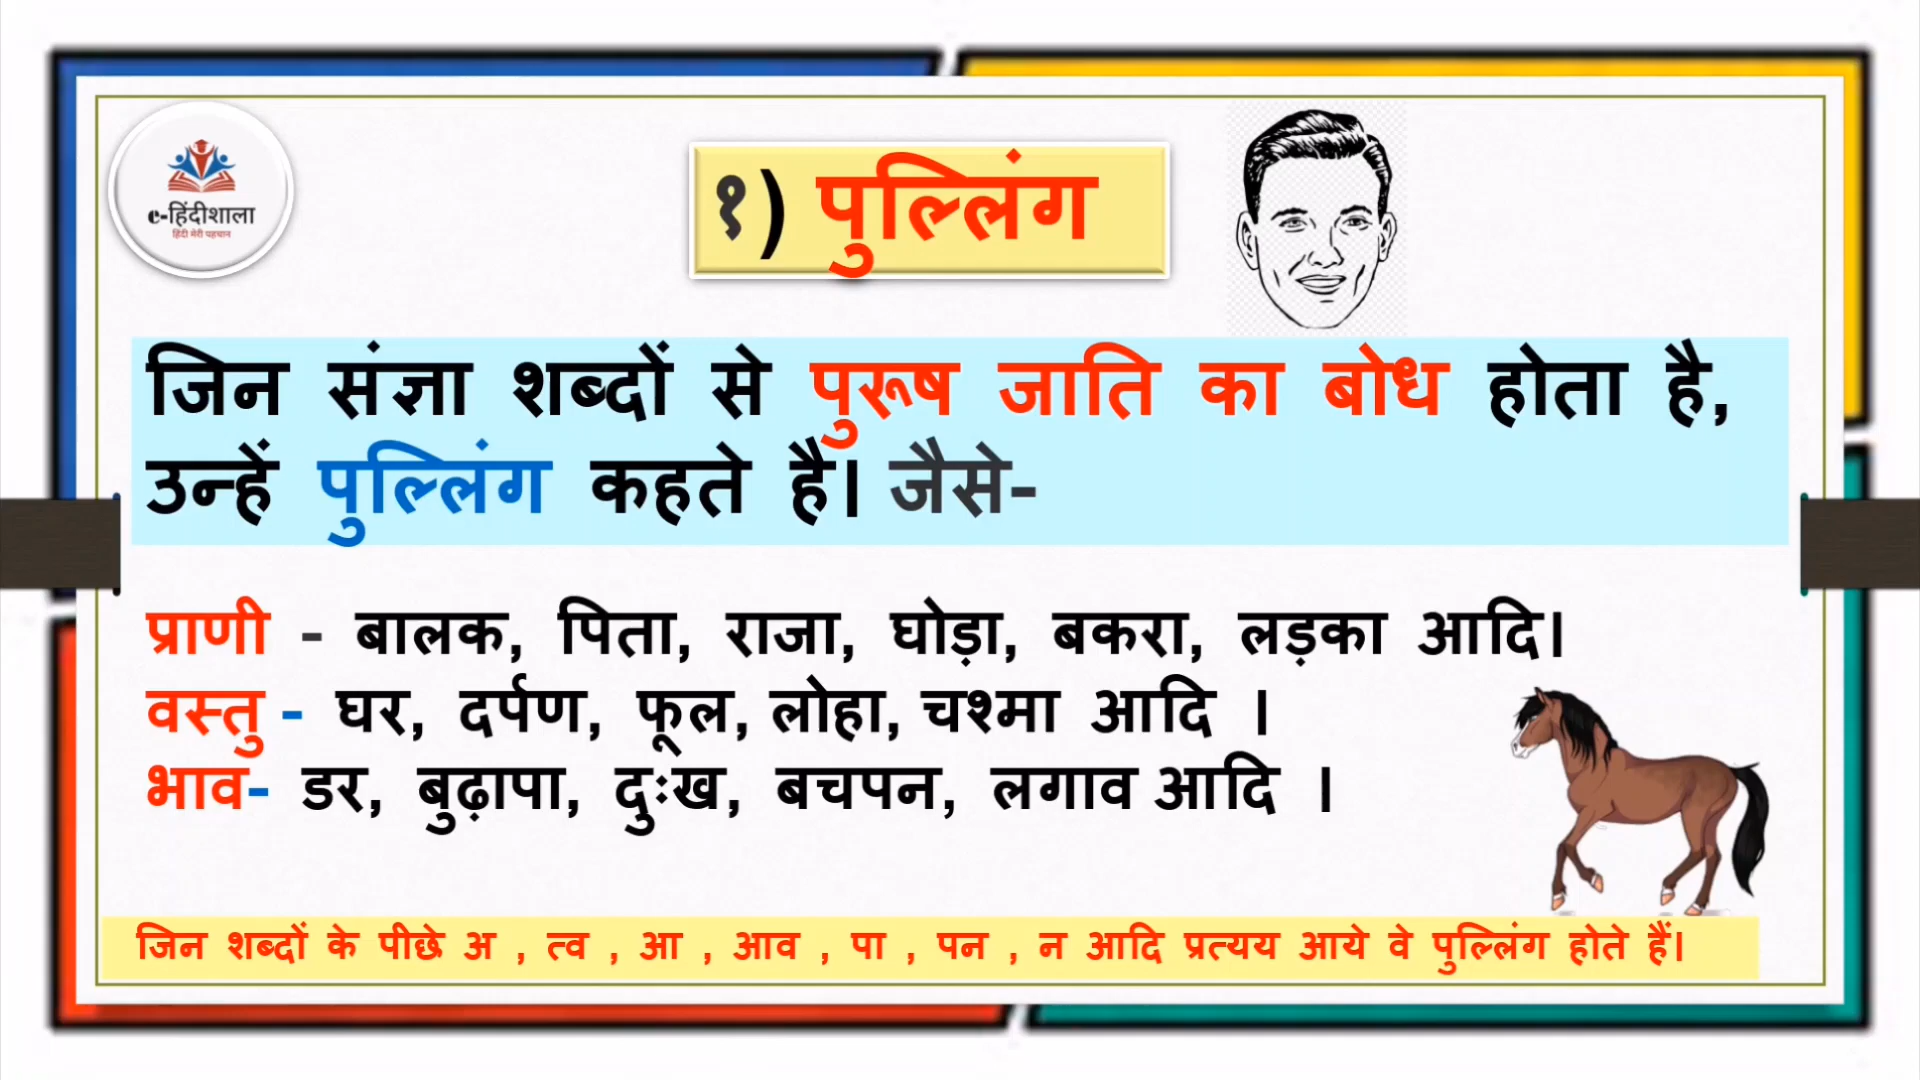 e-हिंदीशाला
हिंदी मेरी पहचान
१) पुल्लिंग
जिन संज्ञा शब्दों से पुरूष जाति का बोध होता है,
उन्हें पुल्लिंग कहते है। जैसे-
प्राणी - बालक, पिता, राजा, घोड़ा, बकरा, लड़का आदि।
वस्तु - घर, दर्पण, फूल, लोहा, चश्मा आदि ।
भाव- डर, बुढ़ापा, दुःख, बचपन, लगाव आदि ।
जिन शब्दों के पीछे अ , त्व , आ , आव , पा , पन , न आदि प्रत्यय आये वे पुल्लिंग होते हैं।